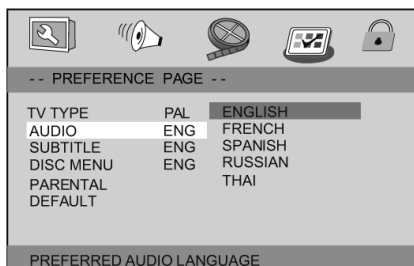 -- PREFERENCE PAGE --
TV TYPE PAL ENGLISH
AUDIO ENG FRENCH
SUBTITLE ENG SPANISH
DISC MENU ENG RUSSIAN
PARENTAL THAI
DEFAULT
PREFERRED AUDIO LANGUAGE